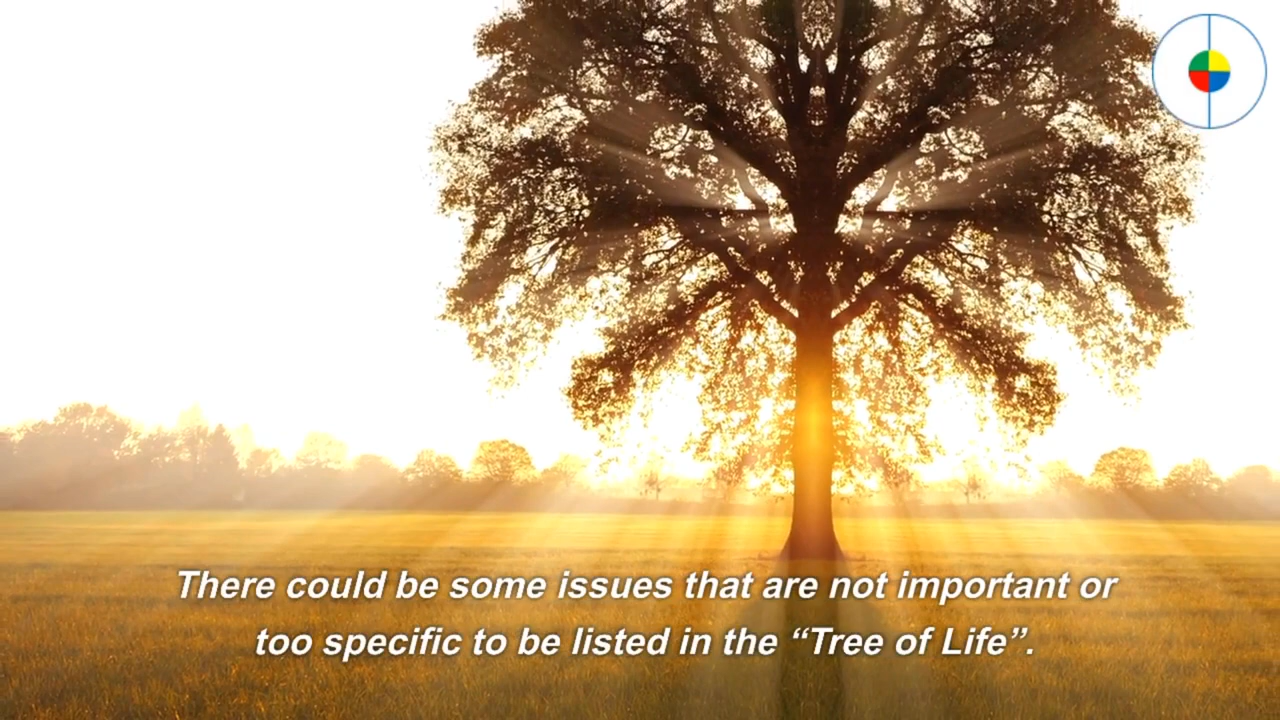 There could be some issues that are not important or
too specific to be listed in the “Tree of Life”.